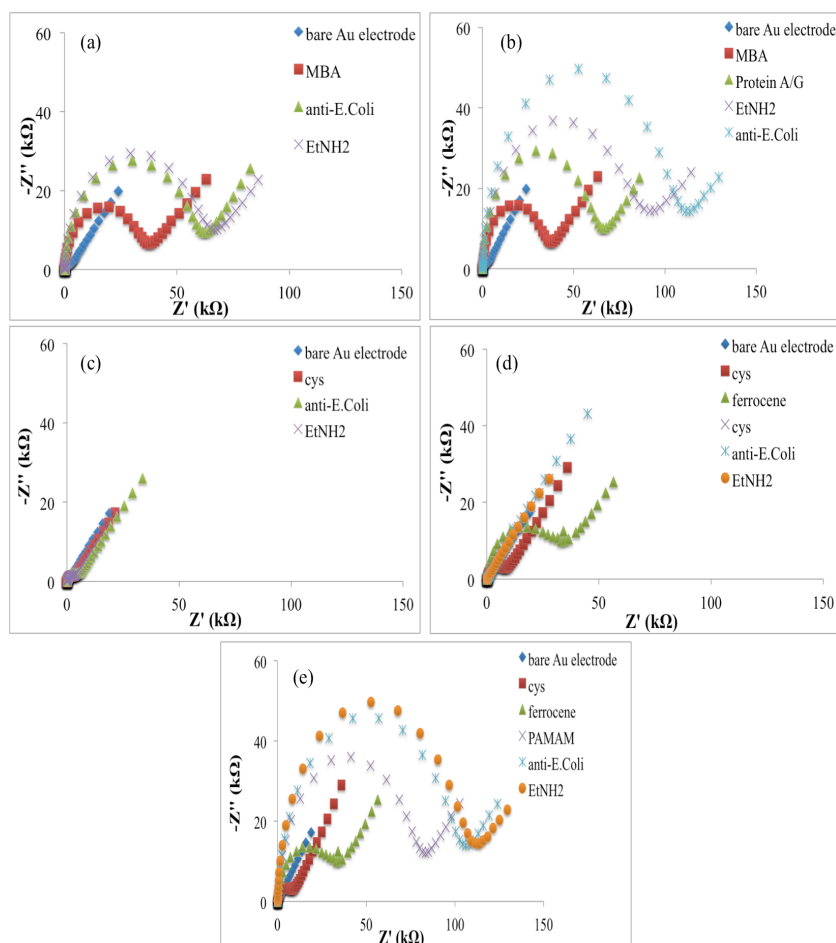 (a)
-Z'' (kΩ)
60
40
20
0
0 50 100 150
Z' (kΩ)
bare Au electrode
MBA
anti-E.Coli
EtNH2
(b)
-Z'' (kΩ)
60
40
20
0
0 50 100 150
Z' (kΩ)
bare Au electrode
MBA
Protein A/G
EtNH2
anti-E.Coli
(c)
-Z'' (kΩ)
60
40
20
0
0 50 100 150
Z' (kΩ)
bare Au electrode
cys
anti-E.Coli
EtNH2
(d)
-Z'' (kΩ)
60
40
20
0
0 50 100 150
Z' (kΩ)
bare Au electrode
cys
ferrocene
cys
anti-E.Coli
EtNH2
(e)
-Z'' (kΩ)
60
40
20
0
0 50 100 150
Z' (kΩ)
bare Au electrode
cys
ferrocene
PAMAM
anti-E.Coli
EtNH2